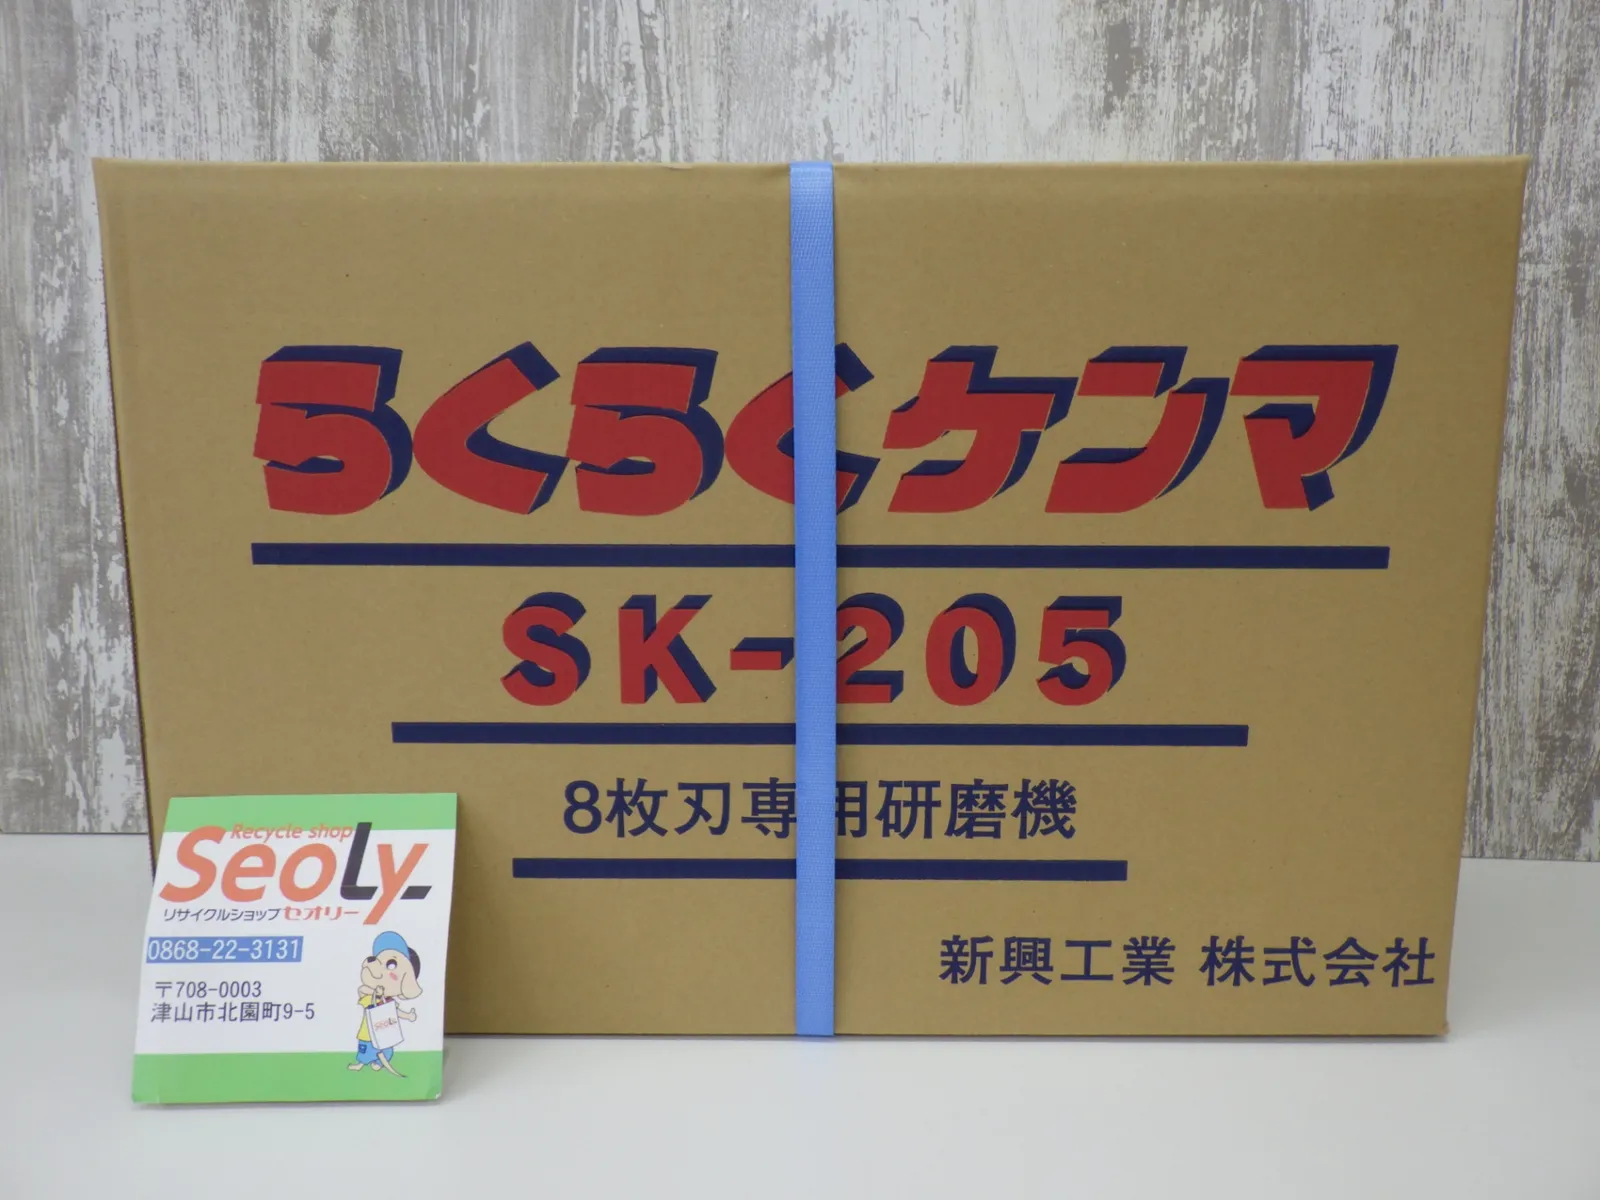 らくらくケンマ
SK-205
8枚刃専用研磨機
新興工業 株式会社
Recycle shop
SeoLy
リサイクルショップセオリー
0868-22-3131
〒708-0003
津山市北園町9-5
SeoLy